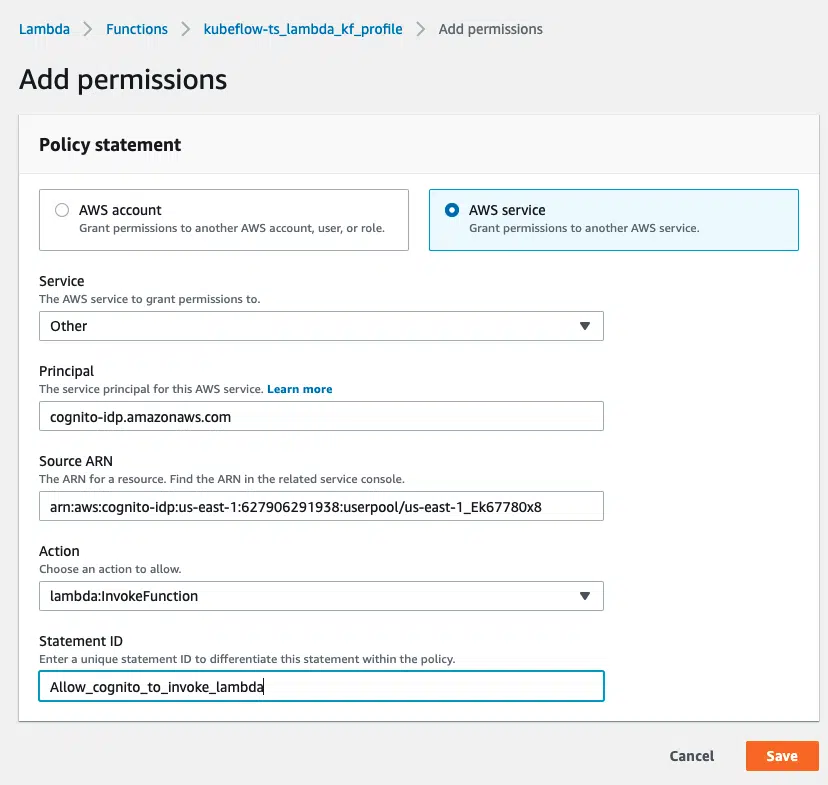 Lambda > Functions > kubeflow-ts_lambda_kf_profile > Add permissions
Add permissions
Policy statement
AWS account
Grant permissions to another AWS account, user, or role.
AWS service
Grant permissions to another AWS service.
Service
The AWS service to grant permissions to.
Other
Principal
The service principal for this AWS service. Learn more
cognito-idp.amazonaws.com
Source ARN
The ARN for a resource. Find the ARN in the related service console.
arn:aws:cognito-idp:us-east-1:627906291938:userpool/us-east-1_Ek67780x8
Action
Choose an action to allow.
lambda:InvokeFunction
Statement ID
Enter a unique statement ID to differentiate this statement within the policy.
Allow_cognito_to_invoke_lambda
Cancel
Save